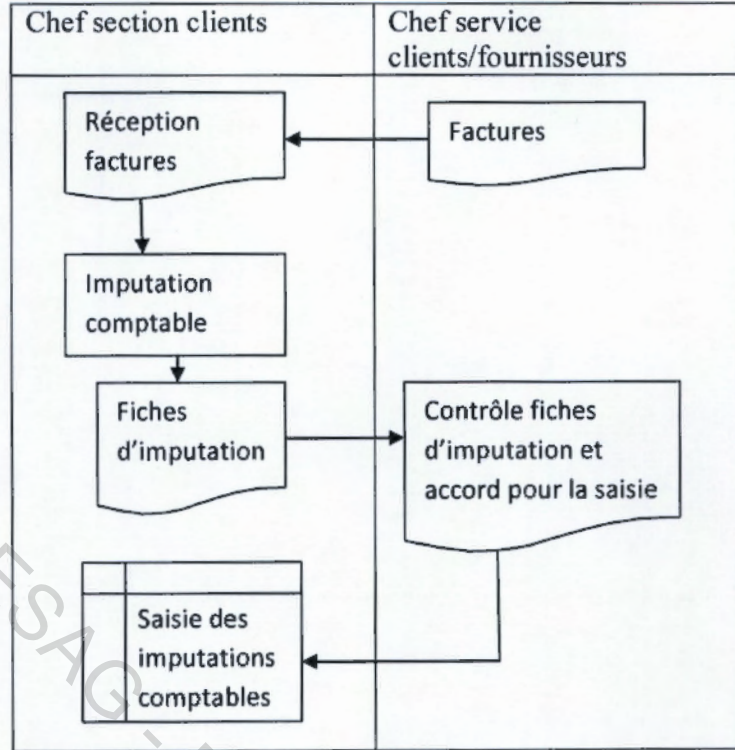 Chef section clients
Chef service
clients/fournisseurs
Réception
factures
Factures
Imputation
comptable
Fiches
d'imputation
Contrôle fiches
d'imputation et
accord pour la saisie
Saisie des
imputations
comptables
ESAG -